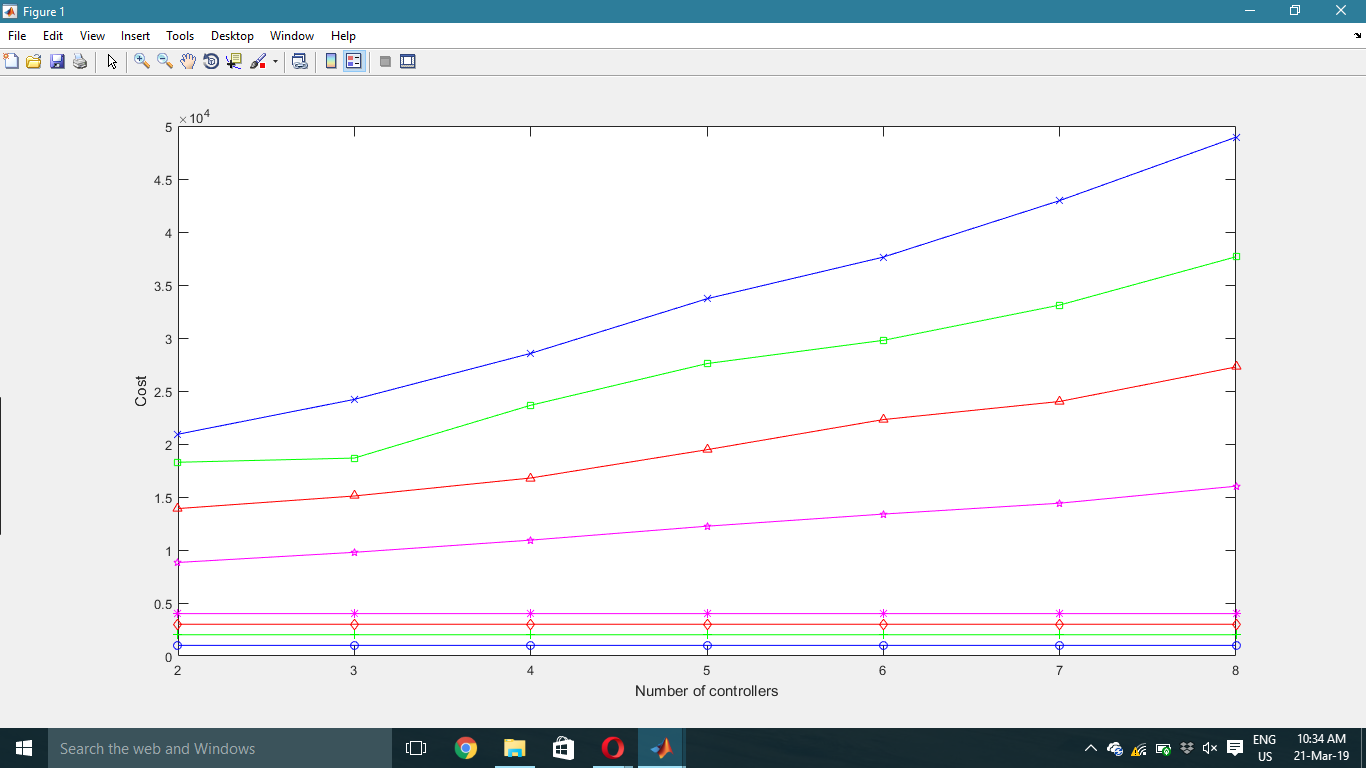 Figure 1
File Edit View Insert Tools Desktop Window Help
×10^4
5
4.5
4
3.5
3
2.5
2
1.5
1
0.5
0
Cost
2 3 4 5 6 7 8
Number of controllers
Search the web and Windows
ENG
US
10:34 AM
21-Mar-19